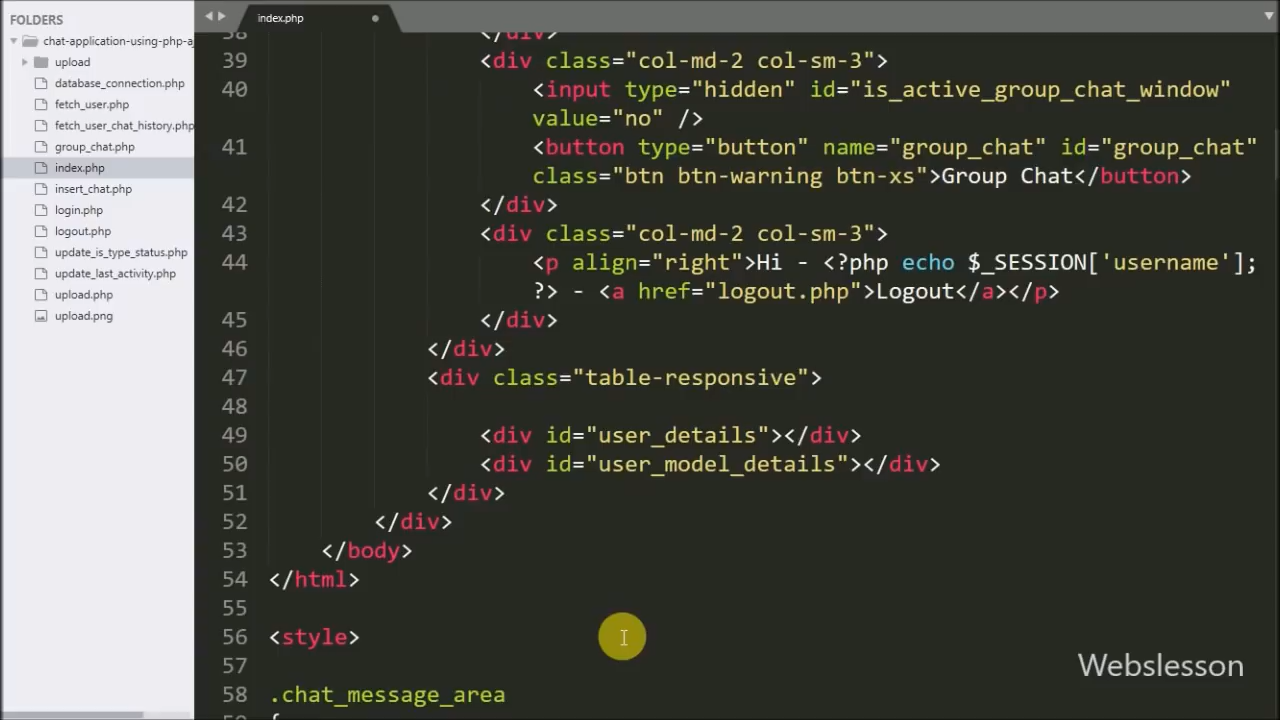 FOLDERS
chat-application-using-php-aj
upload
database_connection.php
fetch_user.php
fetch_user_chat_history.php
group_chat.php
index.php
insert_chat.php
login.php
logout.php
update_is_type_status.php
update_last_activity.php
upload.php
upload.png
index.php
38 </div>
39 <div class="col-md-2 col-sm-3">
40 <input type="hidden" id="is_active_group_chat_window"
value="no" />
41 <button type="button" name="group_chat" id="group_chat"
class="btn btn-warning btn-xs">Group Chat</button>
42 </div>
43 <div class="col-md-2 col-sm-3">
44 <p align="right">Hi - <?php echo $_SESSION['username'];
?> - <a href="logout.php">Logout</a></p>
45 </div>
46 </div>
47 <div class="table-responsive">
48
49 <div id="user_details"></div>
50 <div id="user_model_details"></div>
51 </div>
52 </div>
53 </body>
54 </html>
55
56 <style>
57
58 .chat_message_area
59 {
Webslesson